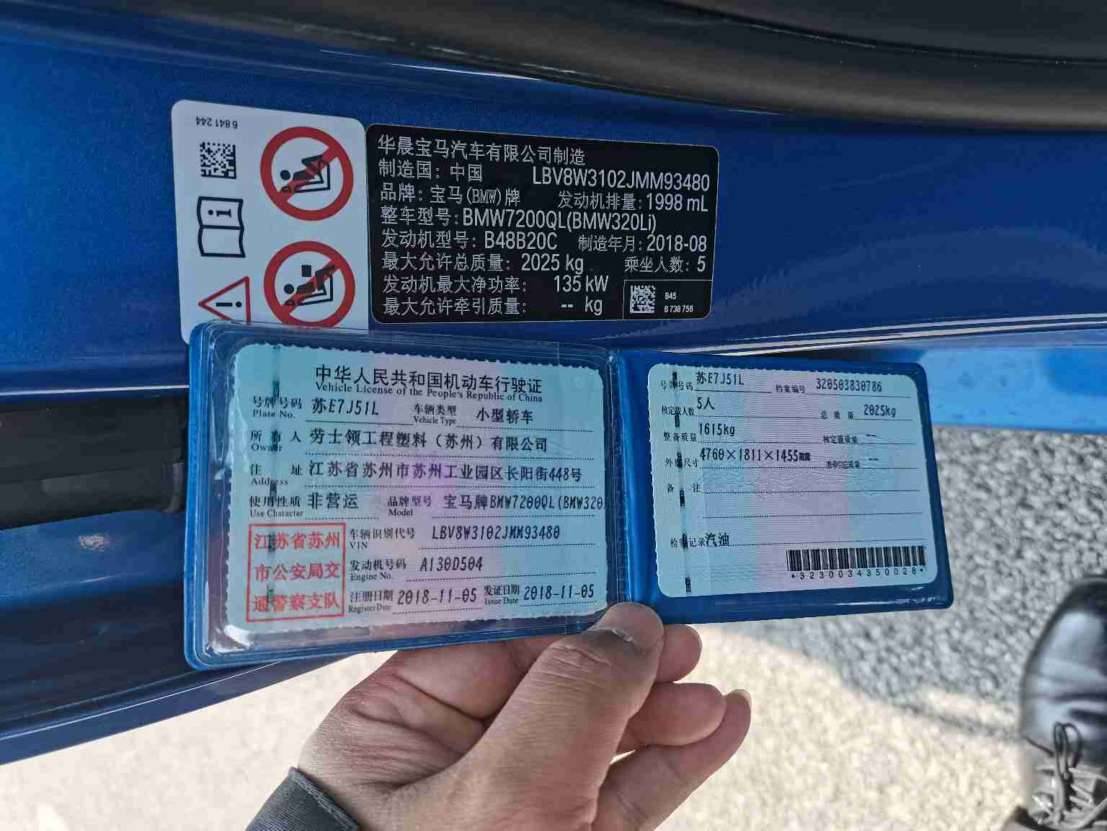 6 841 244
华晨宝马汽车有限公司制造
制造国：中国 LBV8W3102JMM93480
品牌：宝马(BMW)牌 发动机排量：1998 mL
整车型号：BMW7200QL(BMW320Li)
发动机型号：B48B20C 制造年月：2018-08
最大允许总质量：2025 kg 乘坐人数：5
发动机最大净功率： 135 kW
最大允许牵引质量： -- kg
845
8 738 756
中华人民共和国机动车行驶证
Vehicle License of the People's Republic of China
号牌号码 苏E7J51L 车辆类型 小型轿车
Plate No. Vehicle Type
所有人 劳士领工程塑料（苏州）有限公司
Owner
住址 江苏省苏州市苏州工业园区长阳街448号
Address
使用性质 非营运 品牌型号 宝马牌BMW7200QL(BMW320
Use Character Model
江苏省苏州
市公安局交
通警察支队
车辆识别代号 LBV8W3102JMM93480
VIN
发动机号码 A130D504
Engine No.
注册日期 2018-11-05 发证日期 2018-11-05
Register Date Issue Date
号牌号码 苏E7J51L 档案编号 320503830786
核定载人数 5人 总质量 2025kg
整备质量 1615kg 核定载质量 --
外廓尺寸 4760×1811×1455mm --
备注
检验记录 汽油
*3230034350028*